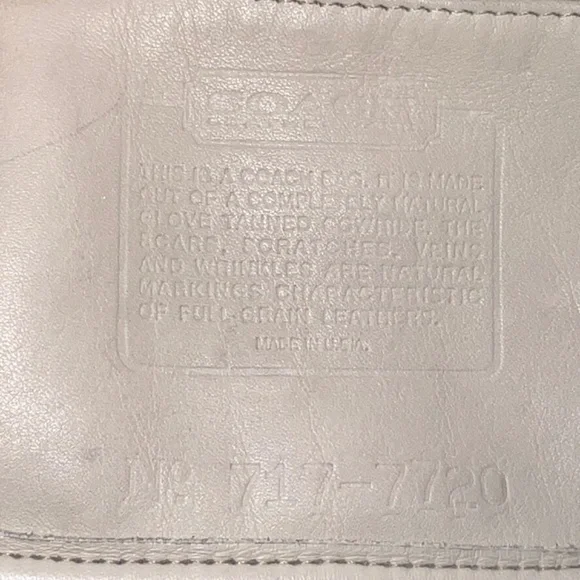 COACH
THIS IS A COACH BAG. IT IS MADE
OUT OF A COMPLETELY NATURAL
GLOVE TANNED COWHIDE. THE
SCARS, SCRATCHES, VEINS
AND WRINKLES ARE NATURAL
MARKINGS CHARACTERISTIC
OF FULL GRAIN LEATHERS.
MADE IN U.S.A.
No 717-7720